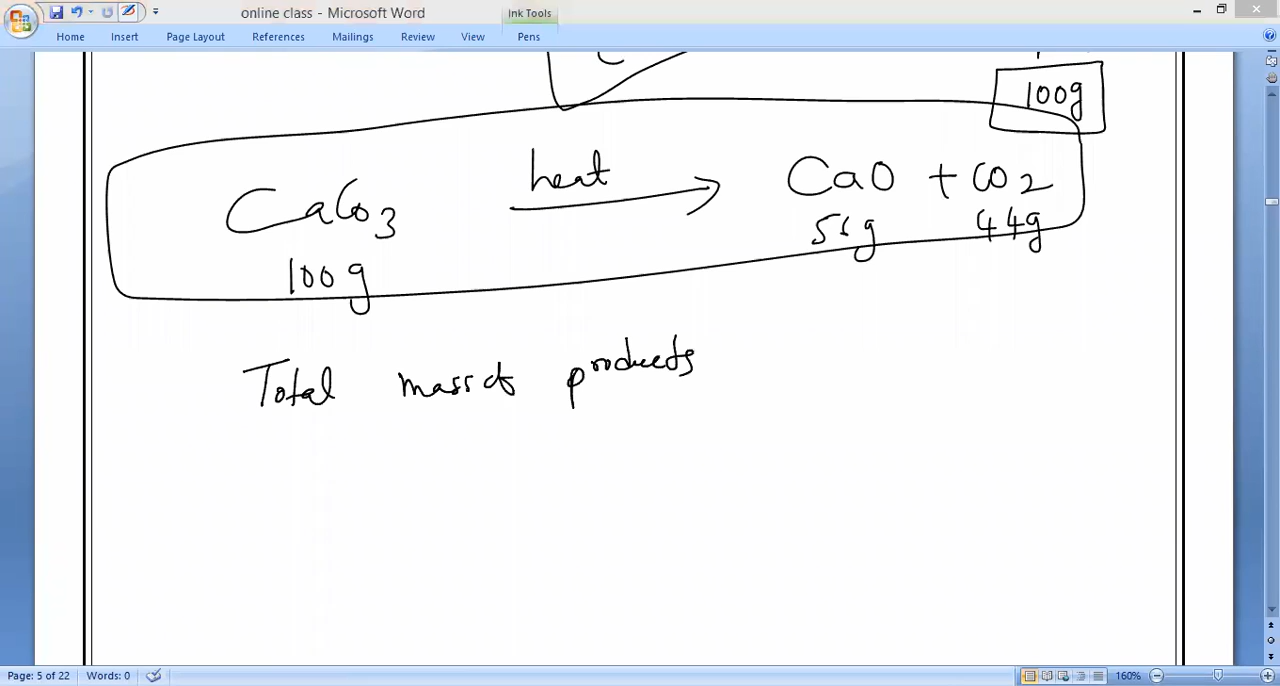 online class - Microsoft Word
Ink Tools
Home Insert Page Layout References Mailings Review View Pens
100g
heat
CaCo3 CaO + CO2
100g 56g 44g
Total mass of products
Page: 5 of 22 Words: 0 160%